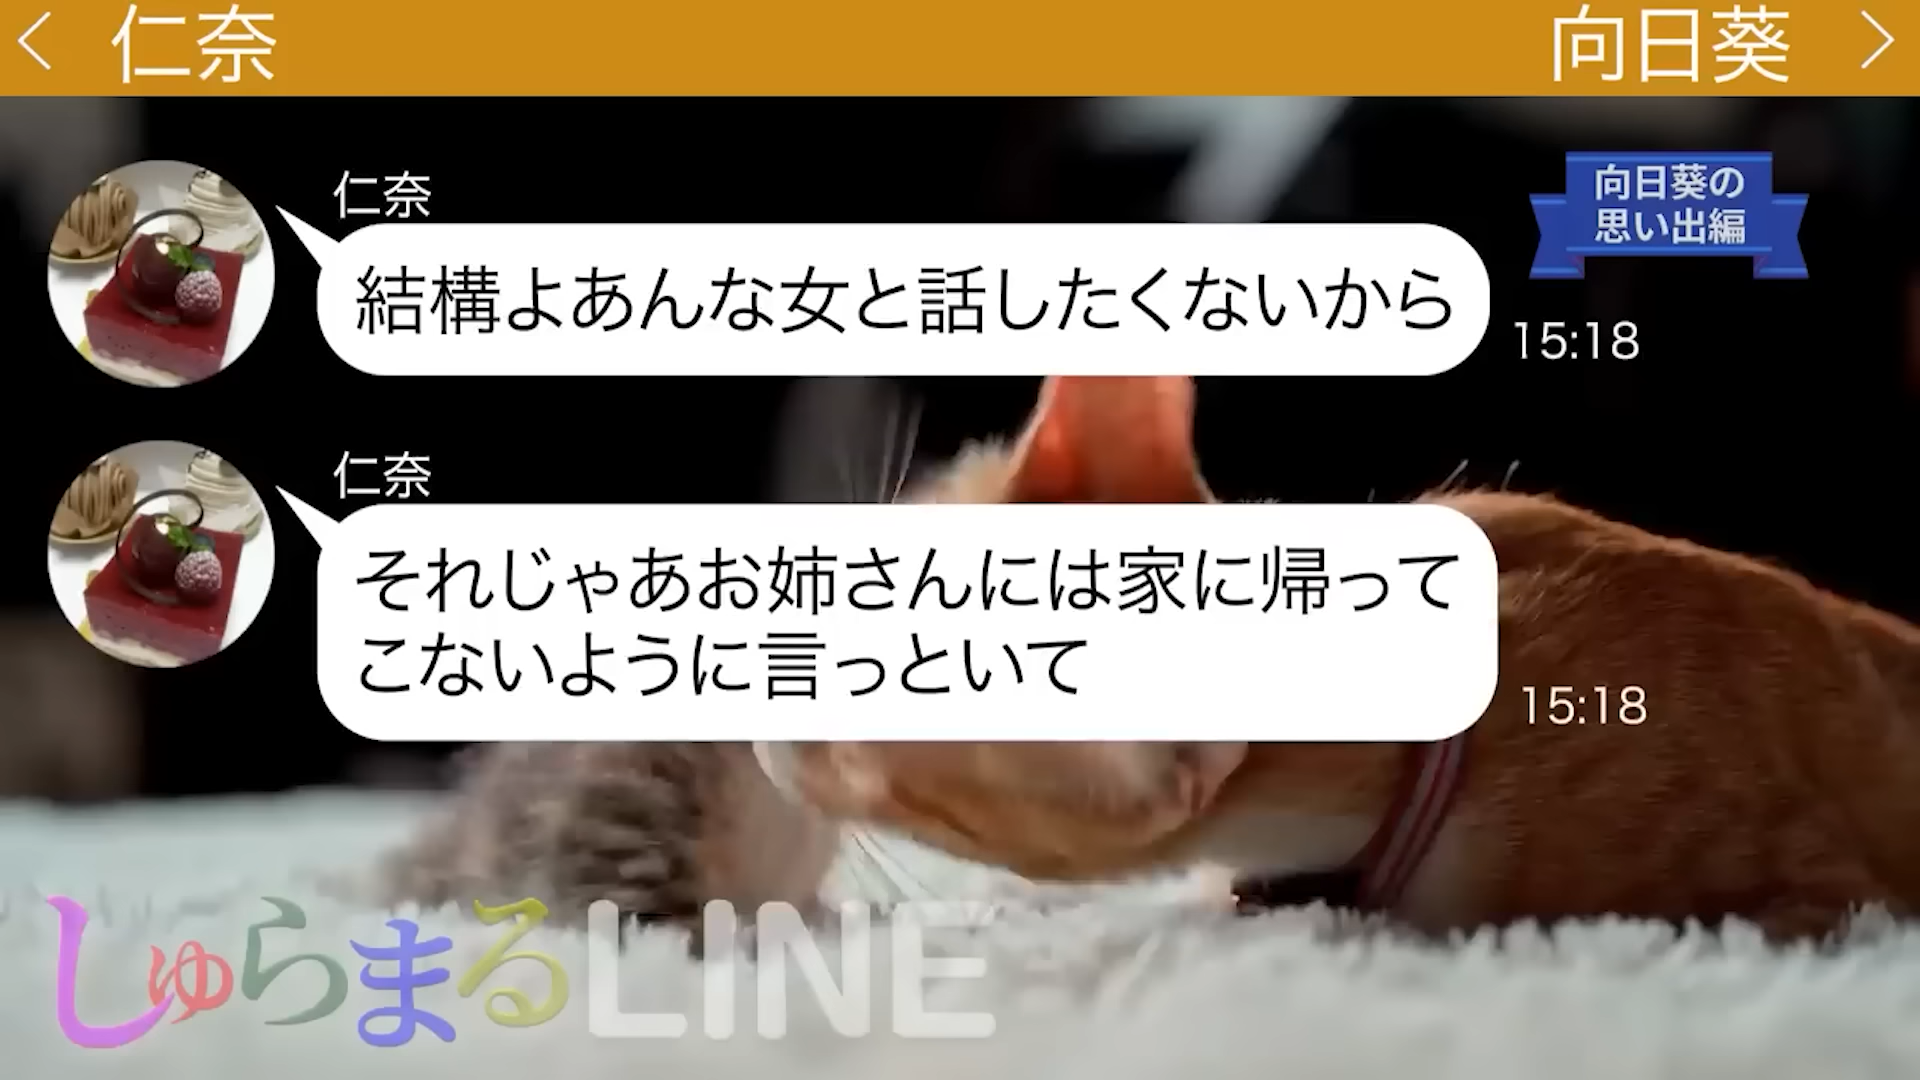 仁奈
向日葵
向日葵の
思い出編
仁奈
結構よあんな女と話したくないから
15:18
仁奈
それじゃあお姉さんには家に帰って
こないように言っといて
15:18
しゅらまるLINE